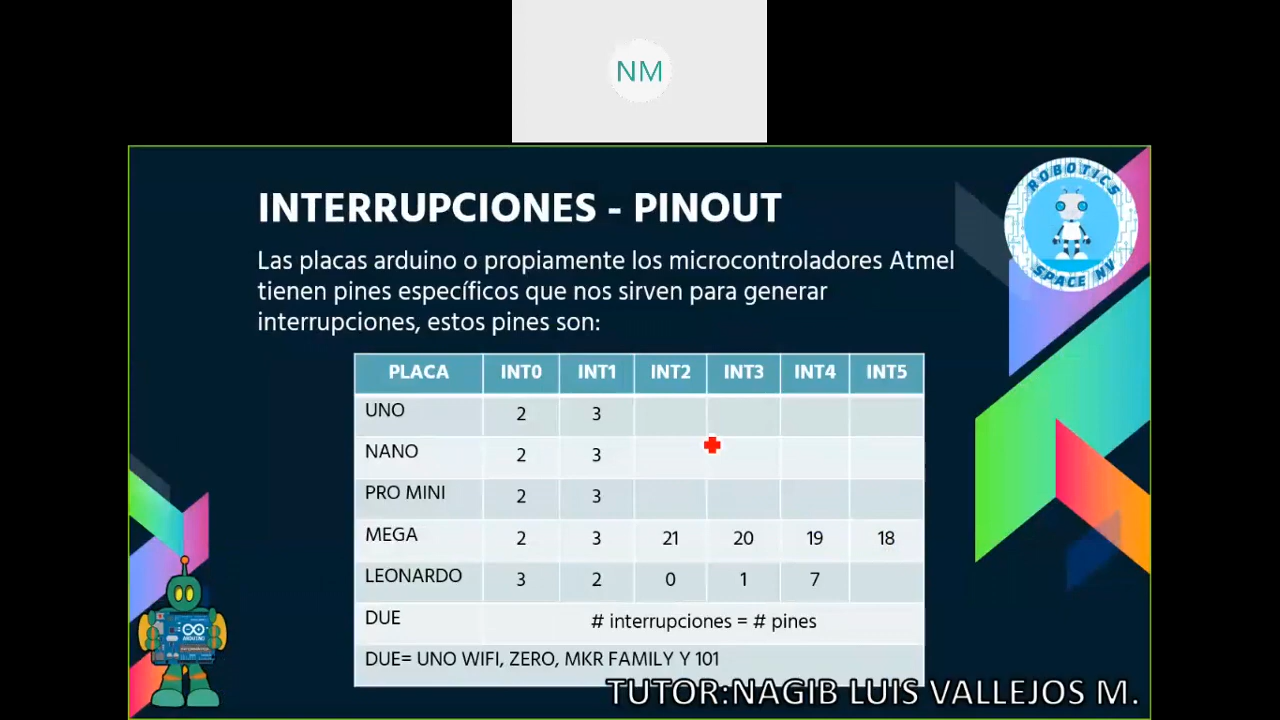 NM
INTERRUPCIONES - PINOUT
ROBOTICS
SPACE NV
Las placas arduino o propiamente los microcontroladores Atmel
tienen pines específicos que nos sirven para generar
interrupciones, estos pines son:
PLACA INT0 INT1 INT2 INT3 INT4 INT5
UNO 2 3
NANO 2 3
PRO MINI 2 3
MEGA 2 3 21 20 19 18
LEONARDO 3 2 0 1 7
DUE # interrupciones = # pines
DUE= UNO WIFI, ZERO, MKR FAMILY Y 101
ARDUINO
TUTOR:NAGIB LUIS VALLEJOS M.